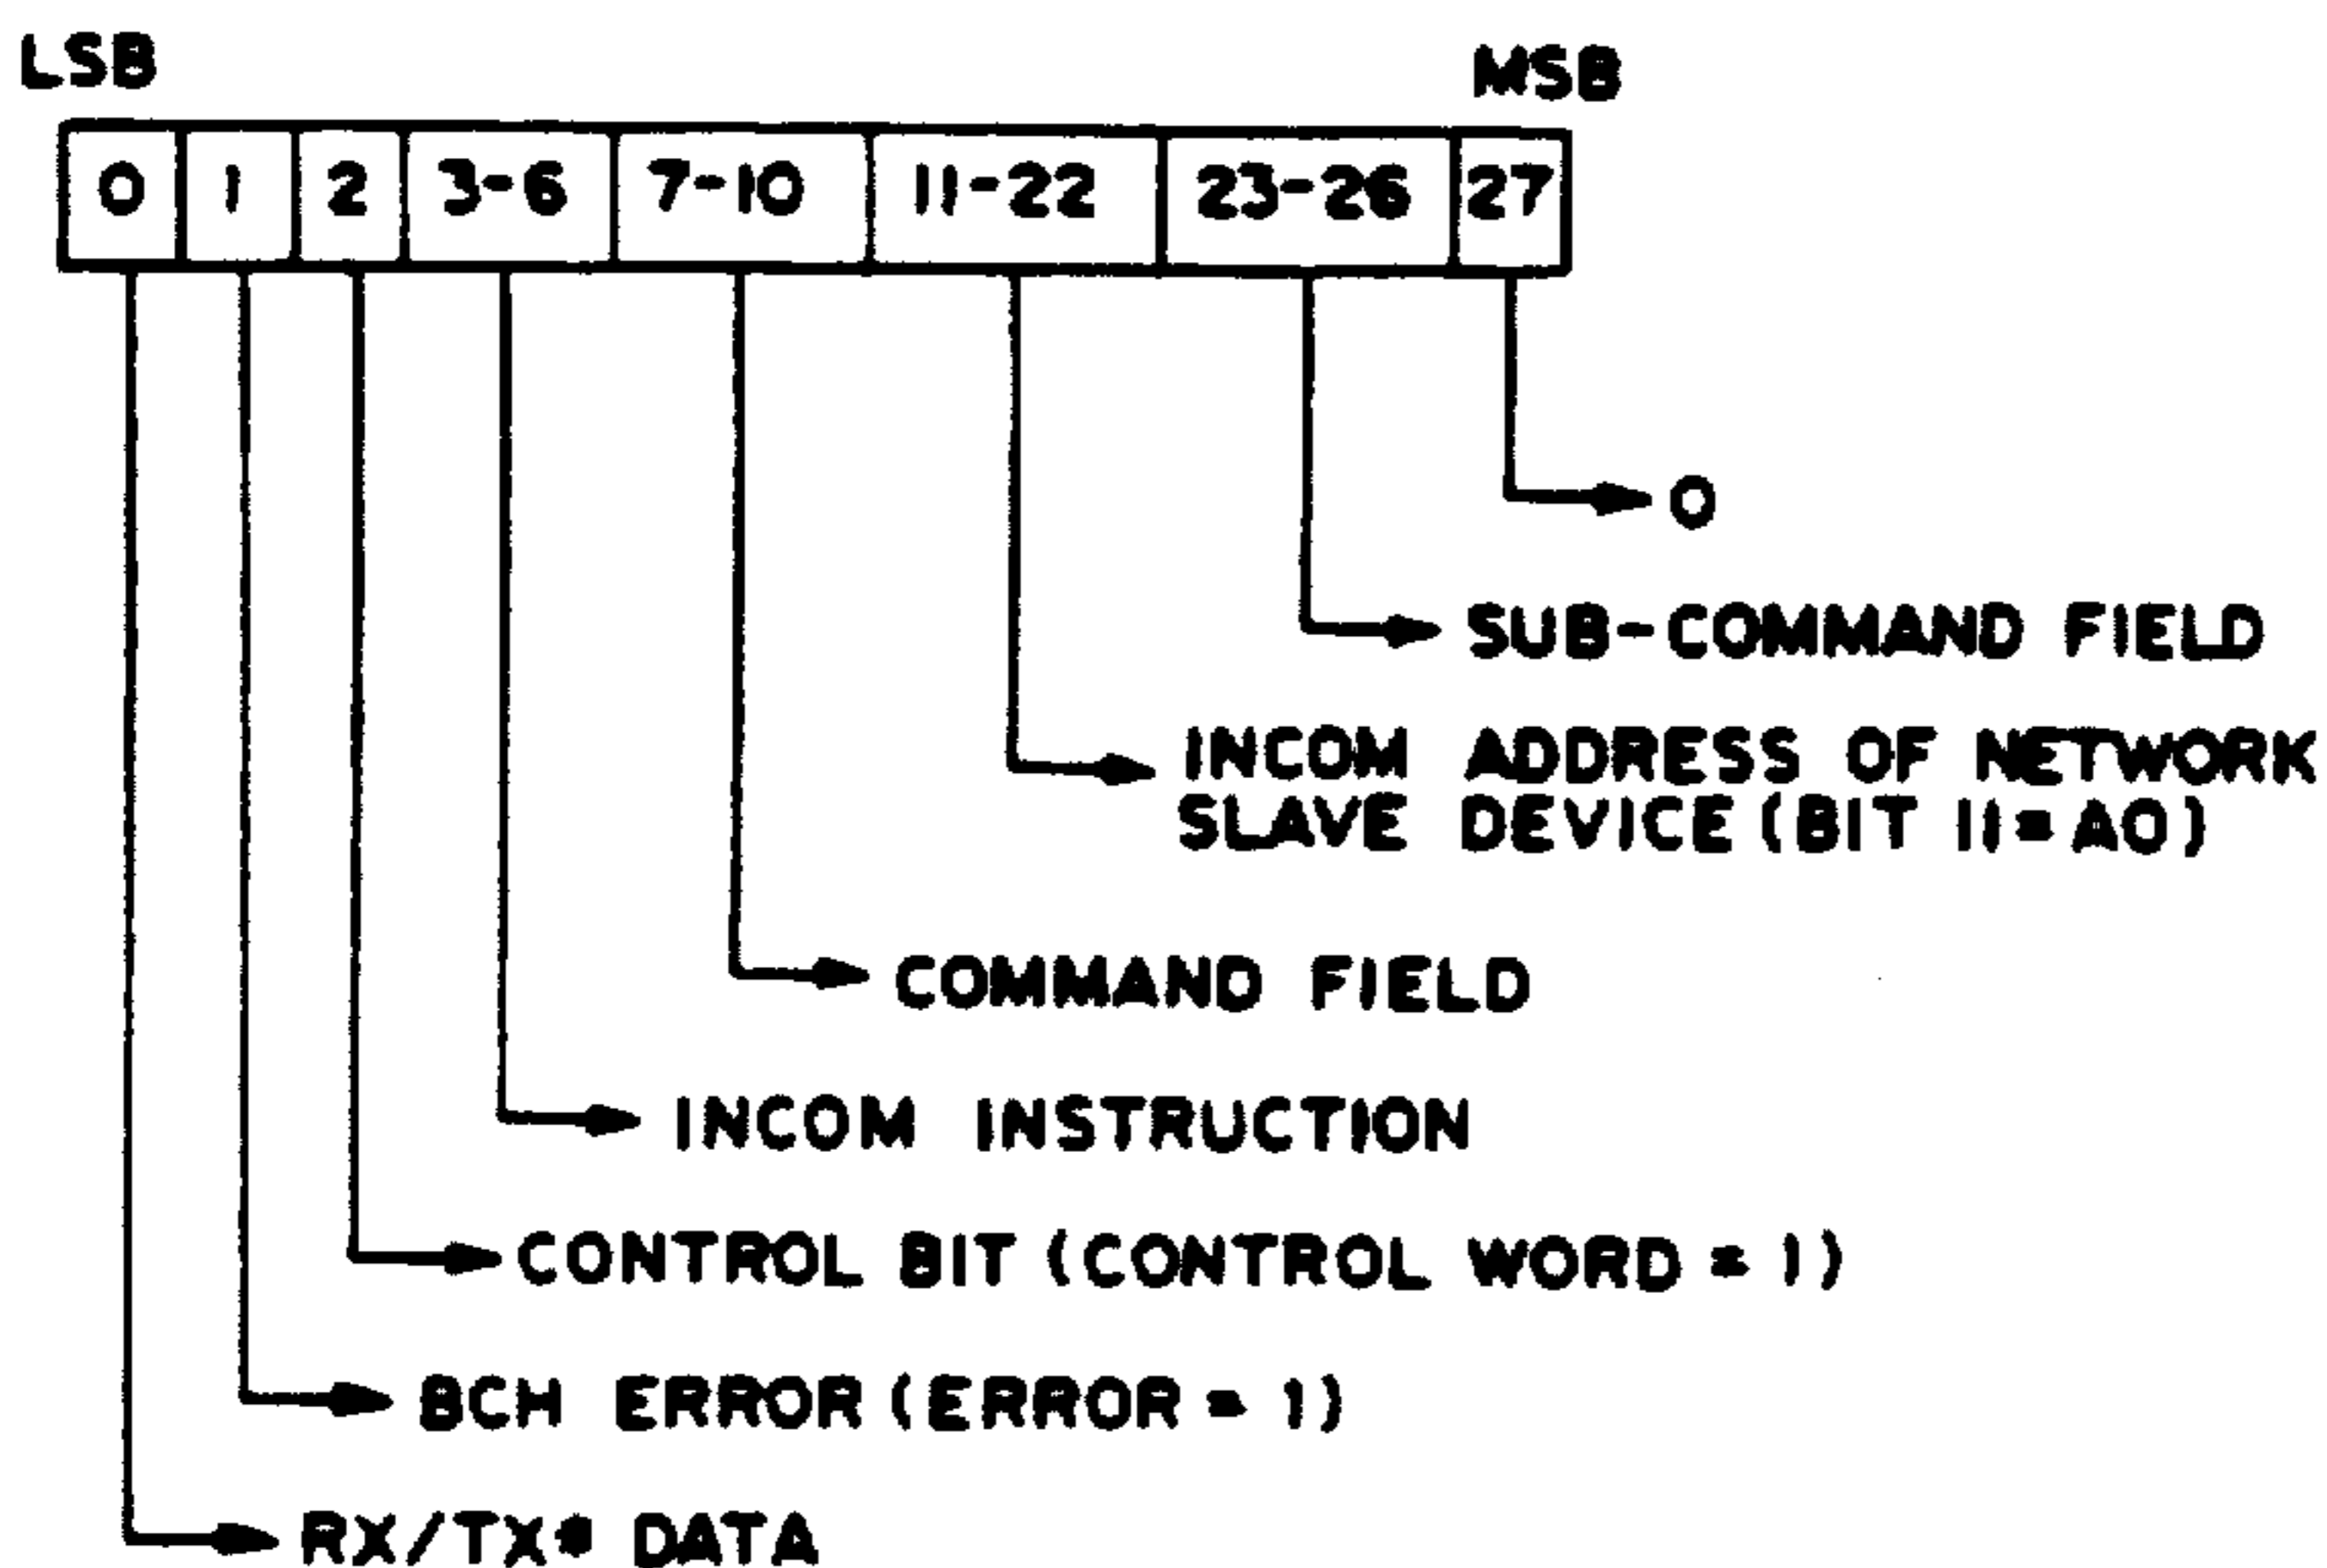 LSB
MSB
0 1 2 3-6 7-10 11-22 23-26 27
0
SUB-COMMAND FIELD
INCOM ADDRESS OF NETWORK
SLAVE DEVICE (BIT 11=A0)
COMMAND FIELD
INCOM INSTRUCTION
CONTROL BIT (CONTROL WORD = 1)
BCH ERROR (ERROR = 1)
RX/TX* DATA